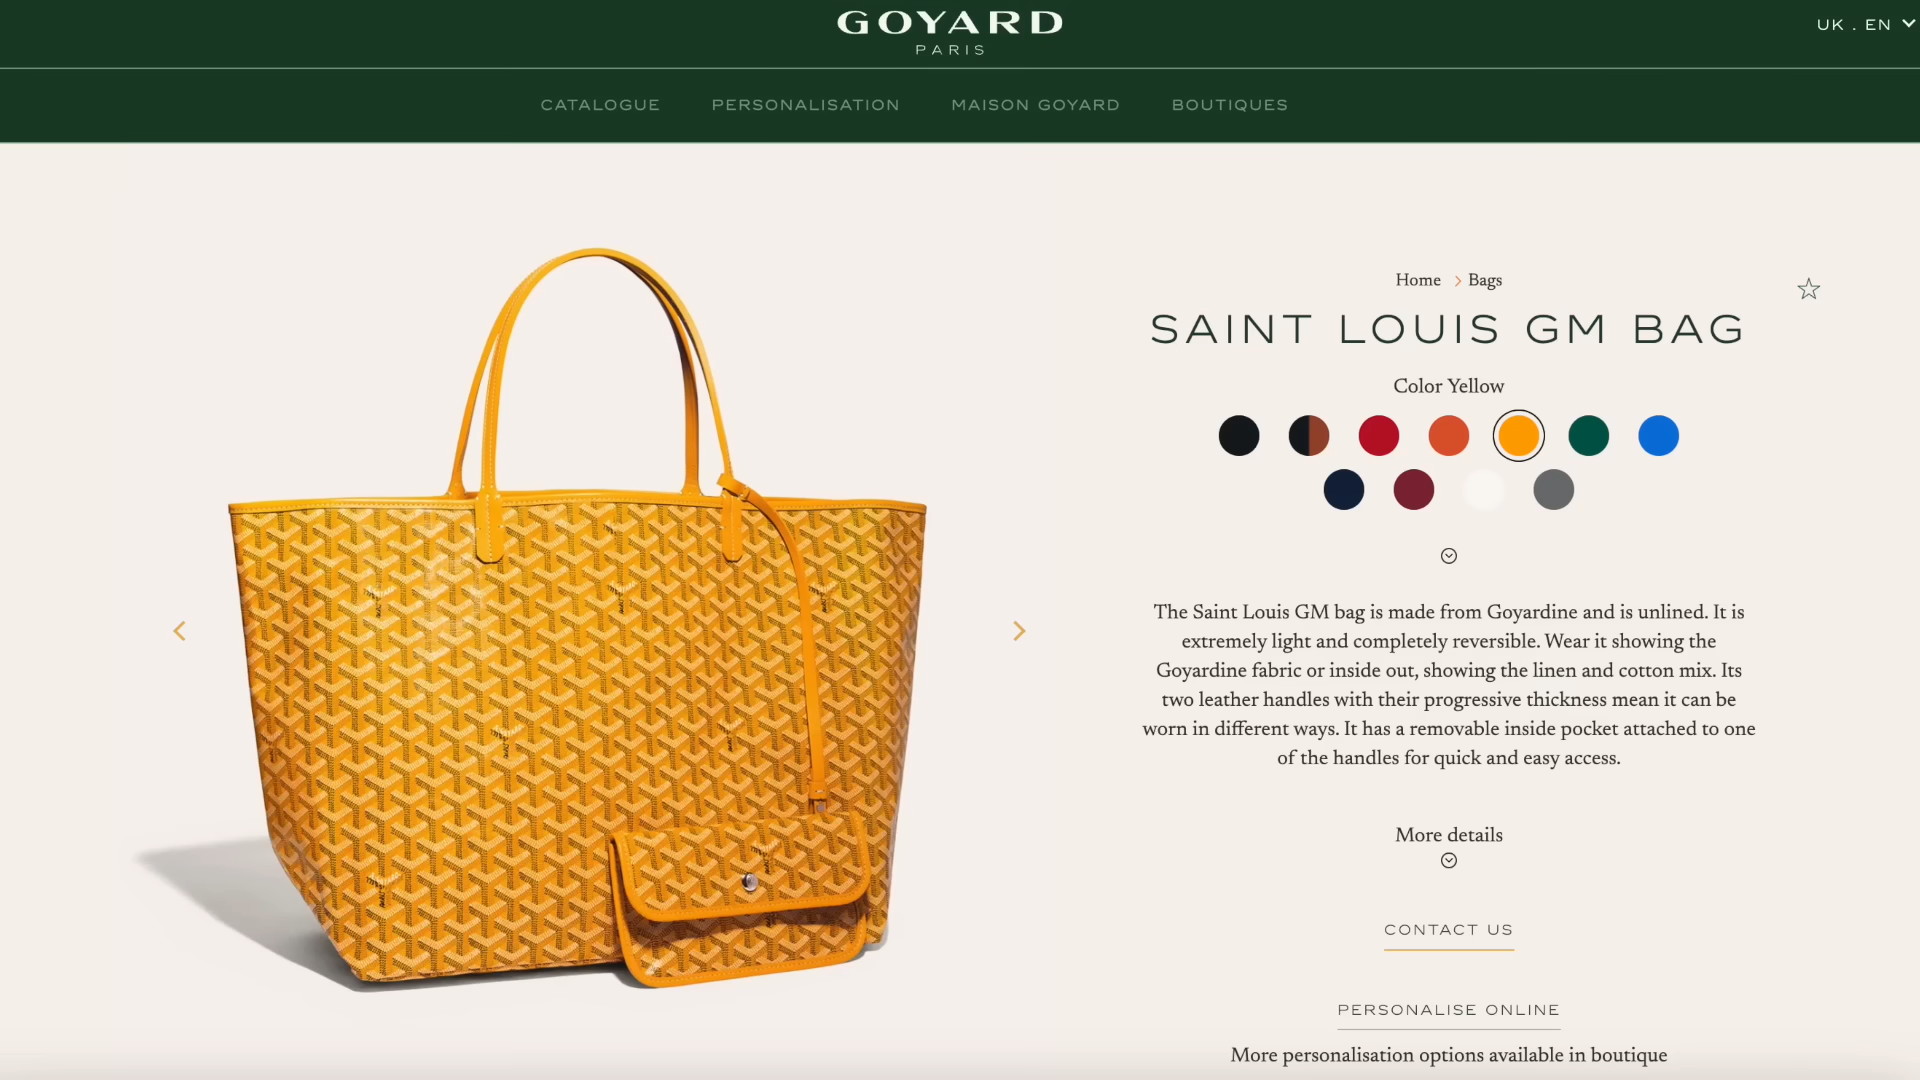 GOYARD
PARIS
UK . EN
CATALOGUE
PERSONALISATION
MAISON GOYARD
BOUTIQUES
Home > Bags
SAINT LOUIS GM BAG
Color Yellow
The Saint Louis GM bag is made from Goyardine and is unlined. It is
extremely light and completely reversible. Wear it showing the
Goyardine fabric or inside out, showing the linen and cotton mix. Its
two leather handles with their progressive thickness mean it can be
worn in different ways. It has a removable inside pocket attached to one
of the handles for quick and easy access.
More details
CONTACT US
PERSONALISE ONLINE
More personalisation options available in boutique